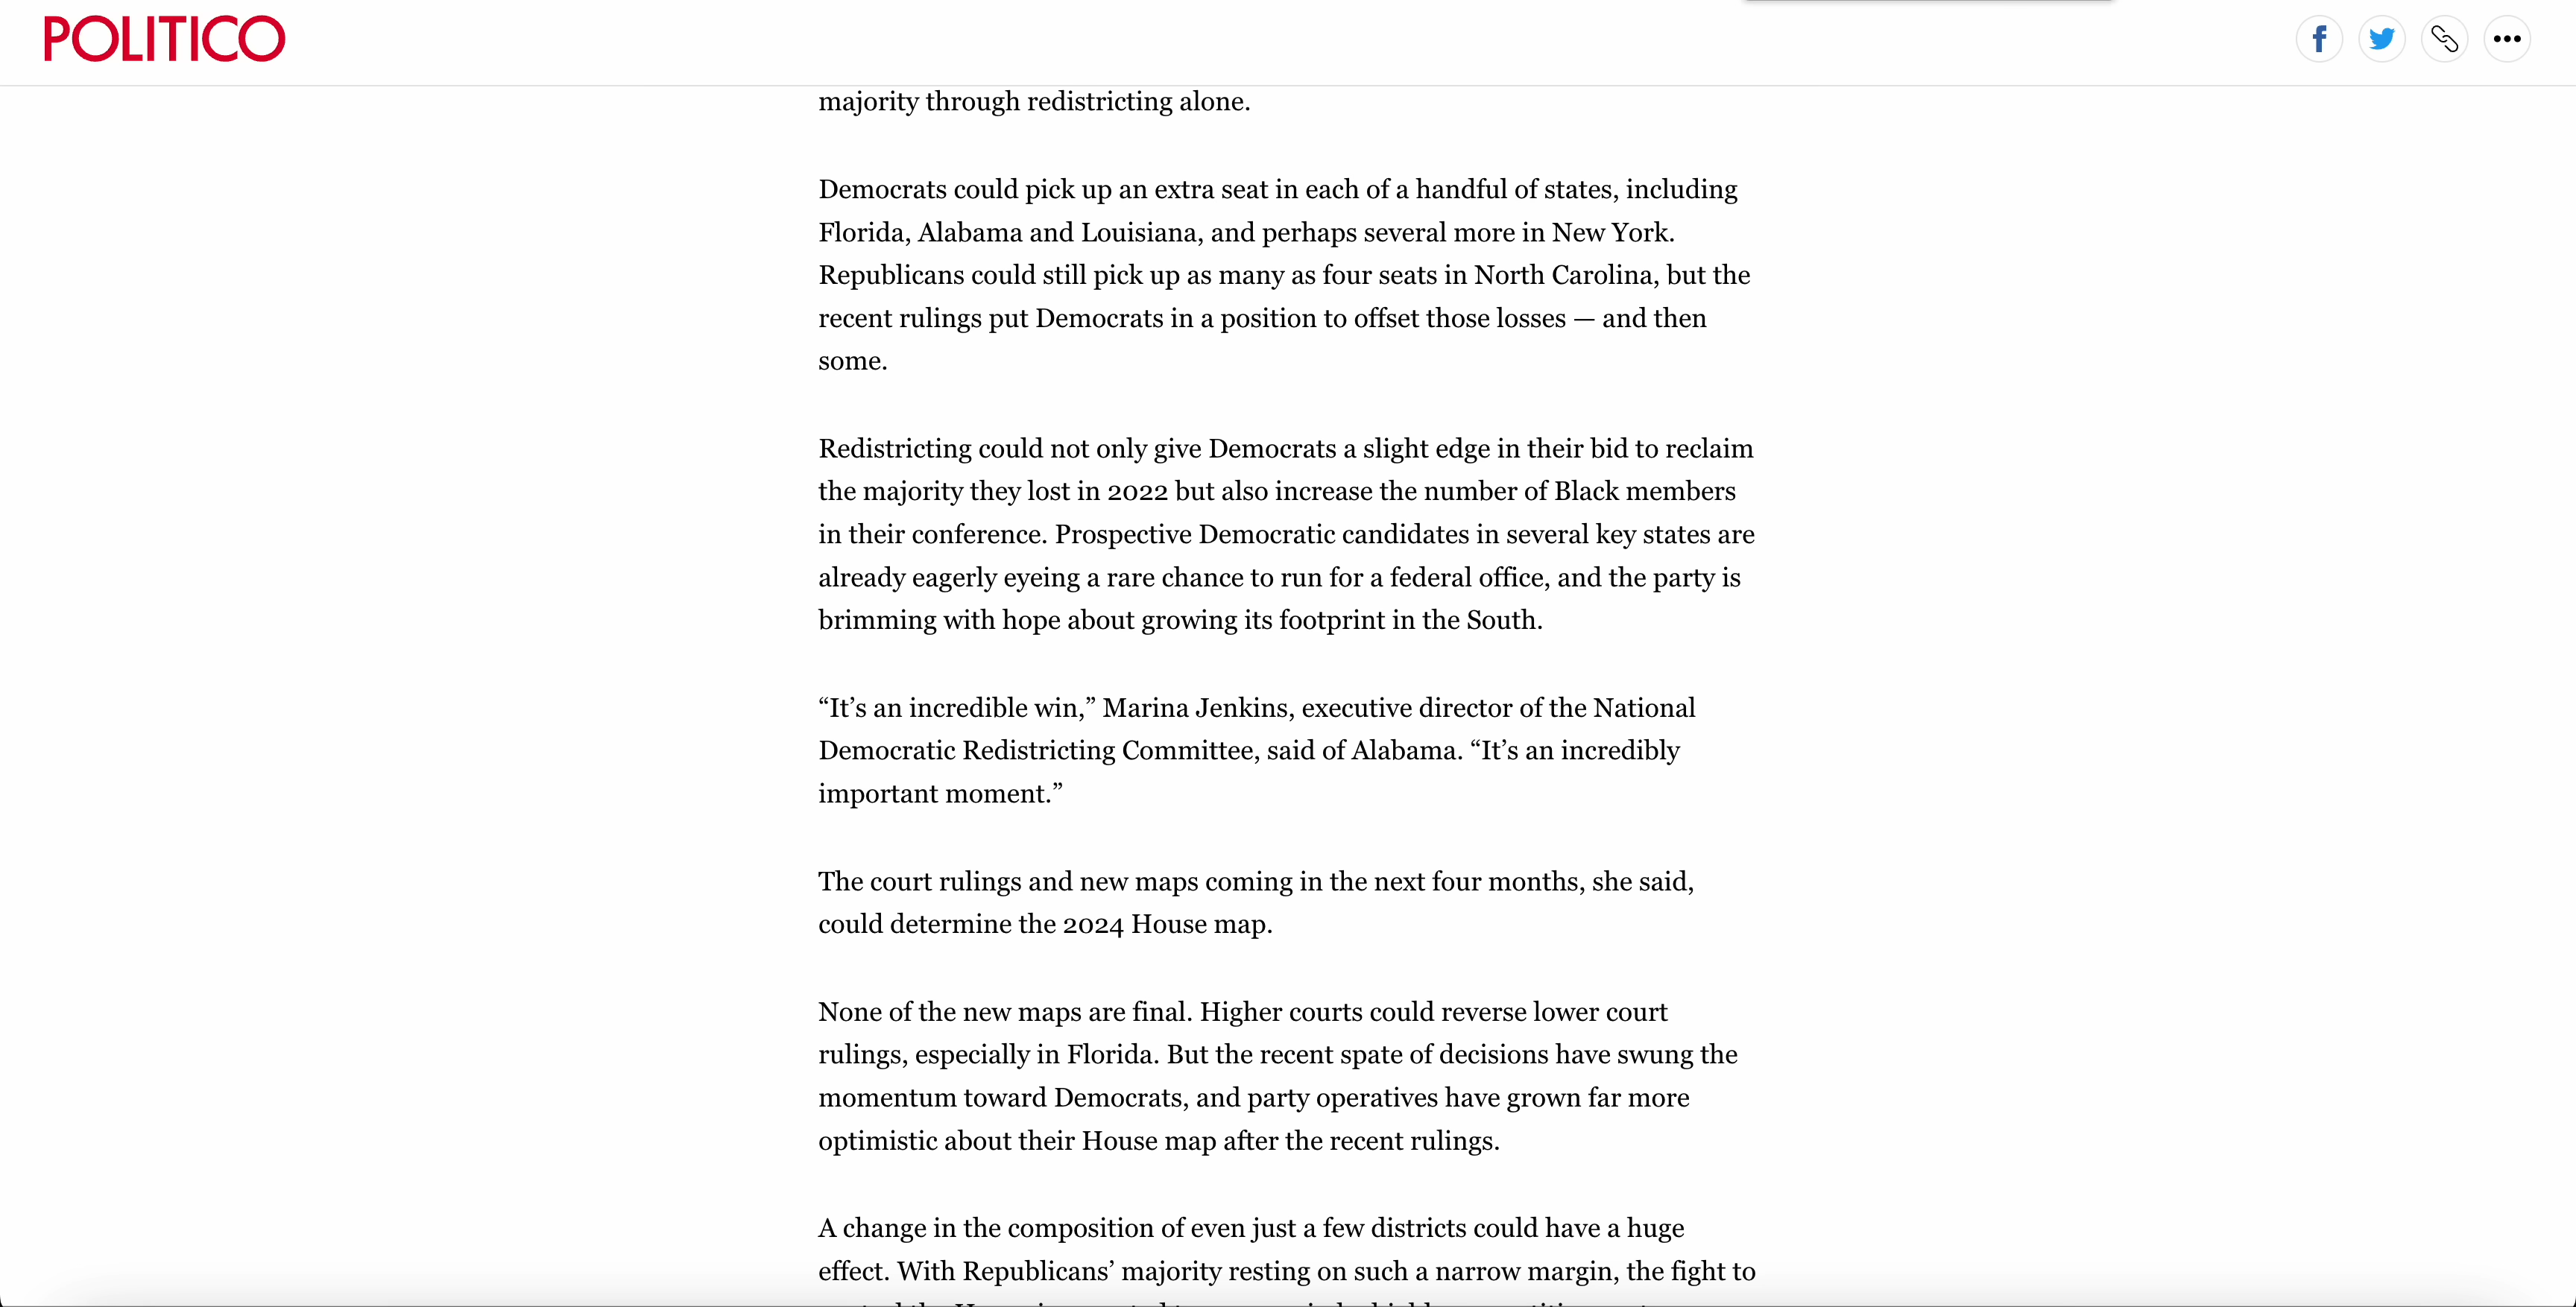 POLITICO
majority through redistricting alone.
Democrats could pick up an extra seat in each of a handful of states, including
Florida, Alabama and Louisiana, and perhaps several more in New York.
Republicans could still pick up as many as four seats in North Carolina, but the
recent rulings put Democrats in a position to offset those losses — and then
some.
Redistricting could not only give Democrats a slight edge in their bid to reclaim
the majority they lost in 2022 but also increase the number of Black members
in their conference. Prospective Democratic candidates in several key states are
already eagerly eyeing a rare chance to run for a federal office, and the party is
brimming with hope about growing its footprint in the South.
“It’s an incredible win,” Marina Jenkins, executive director of the National
Democratic Redistricting Committee, said of Alabama. “It’s an incredibly
important moment.”
The court rulings and new maps coming in the next four months, she said,
could determine the 2024 House map.
None of the new maps are final. Higher courts could reverse lower court
rulings, especially in Florida. But the recent spate of decisions have swung the
momentum toward Democrats, and party operatives have grown far more
optimistic about their House map after the recent rulings.
A change in the composition of even just a few districts could have a huge
effect. With Republicans’ majority resting on such a narrow margin, the fight to